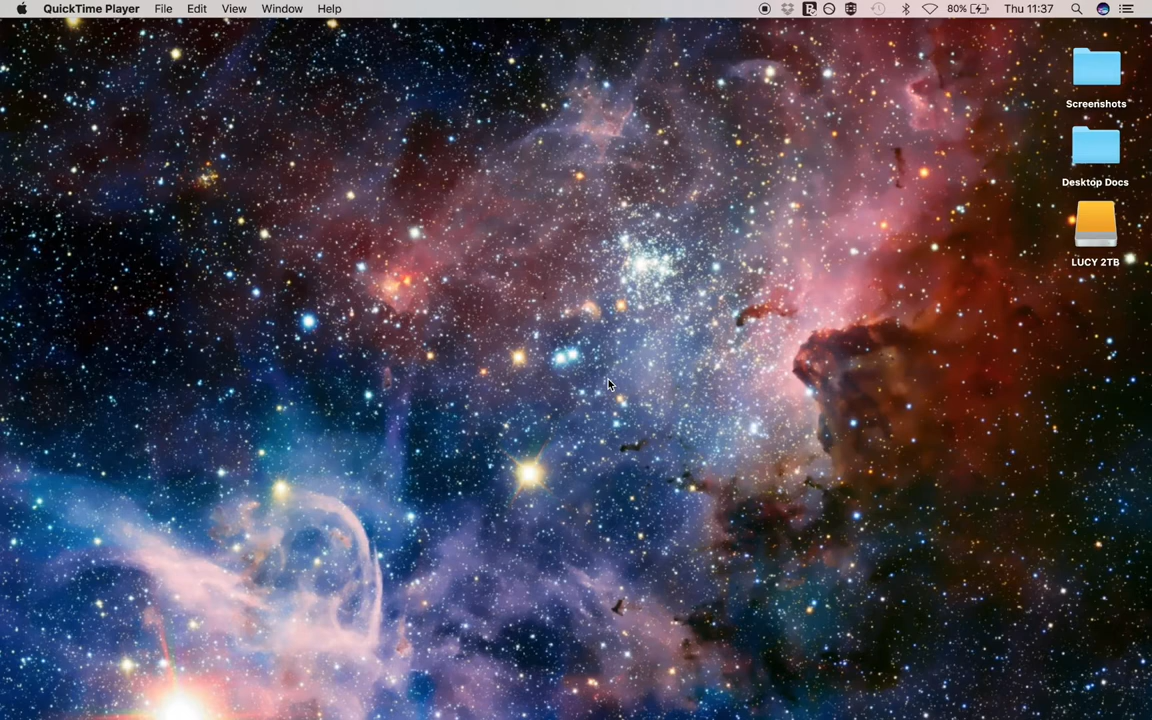 QuickTime Player File Edit View Window Help 80% Thu 11:37
Screenshots
Desktop Docs
LUCY 2TB